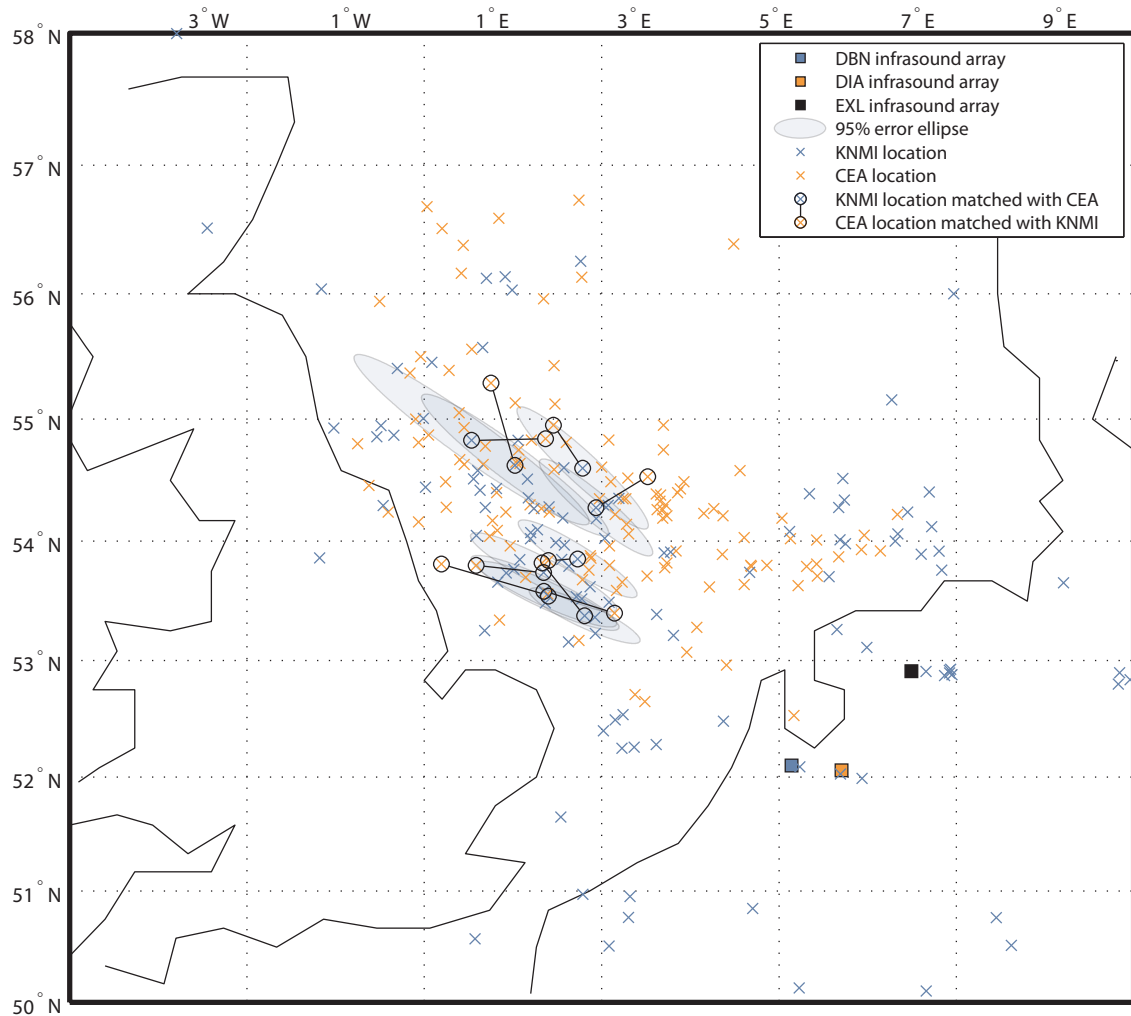 3° W 1° W 1° E 3° E 5° E 7° E 9° E
58° N
57° N
56° N
55° N
54° N
53° N
52° N
51° N
50° N
DBN infrasound array
DIA infrasound array
EXL infrasound array
95% error ellipse
KNMI location
CEA location
KNMI location matched with CEA
CEA location matched with KNMI